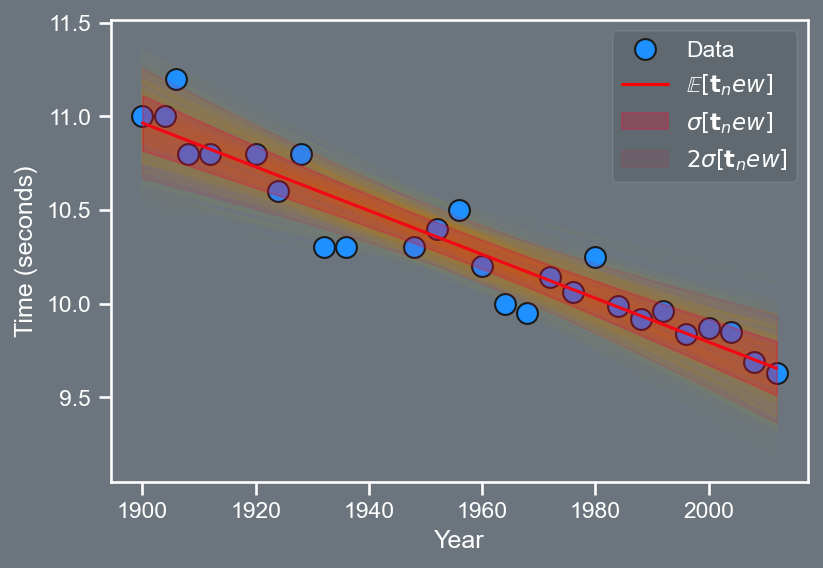 11.5
11.0
10.5
10.0
9.5
Time (seconds)
1900 1920 1940 1960 1980 2000
Year
Data
𝔼[𝐭ₙew]
σ[𝐭ₙew]
2σ[𝐭ₙew]